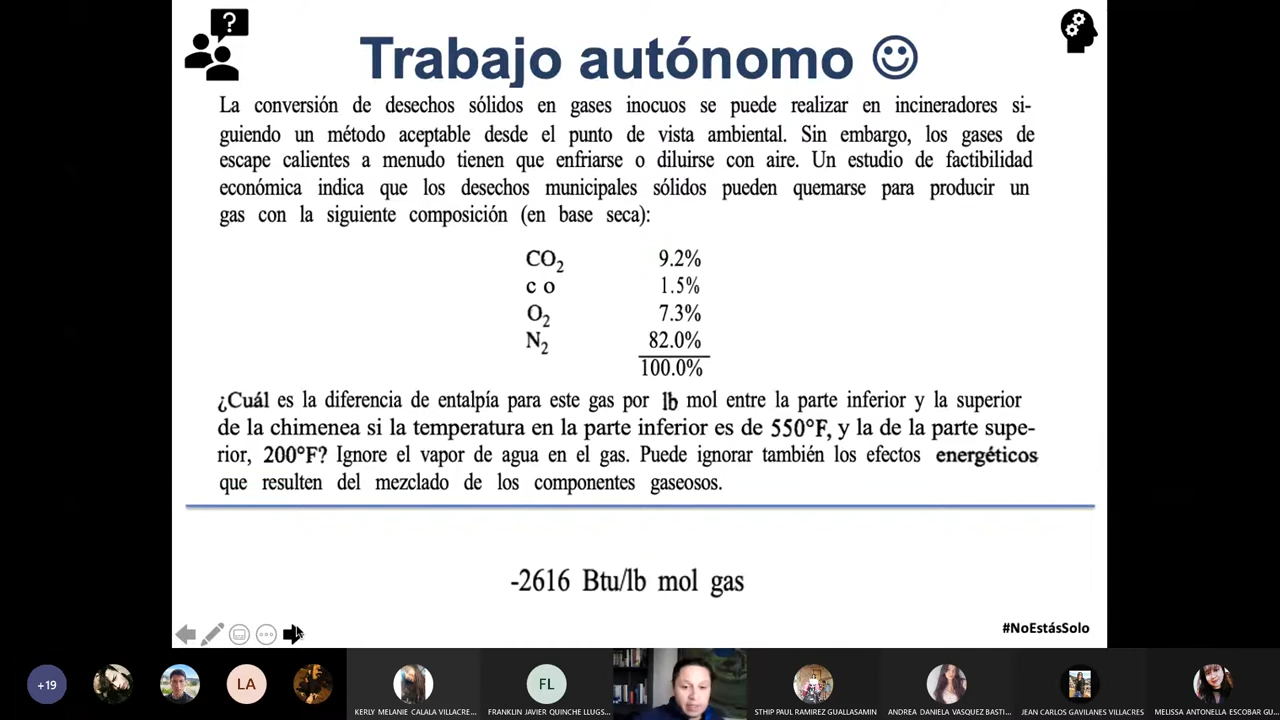 ?
Trabajo autónomo
La conversión de desechos sólidos en gases inocuos se puede realizar en incineradores si-
guiendo un método aceptable desde el punto de vista ambiental. Sin embargo, los gases de
escape calientes a menudo tienen que enfriarse o diluirse con aire. Un estudio de factibilidad
económica indica que los desechos municipales sólidos pueden quemarse para producir un
gas con la siguiente composición (en base seca):
CO₂ 9.2%
c o 1.5%
O₂ 7.3%
N₂ 82.0%
100.0%
¿Cuál es la diferencia de entalpía para este gas por lb mol entre la parte inferior y la superior
de la chimenea si la temperatura en la parte inferior es de 550°F, y la de la parte supe-
rior, 200°F? Ignore el vapor de agua en el gas. Puede ignorar también los efectos energéticos
que resulten del mezclado de los componentes gaseosos.
-2616 Btu/lb mol gas
#NoEstásSolo
+19 LA FL
KERLY MELANIE CALALA VILLACRE... FRANKLIN JAVIER QUINCHE LLUGS... STHIP PAUL RAMIREZ GUALLASAMIN ANDREA DANIELA VASQUEZ BASTI... JEAN CARLOS GAVILANES VILLACRES MELISSA ANTONELLA ESCOBAR GU...